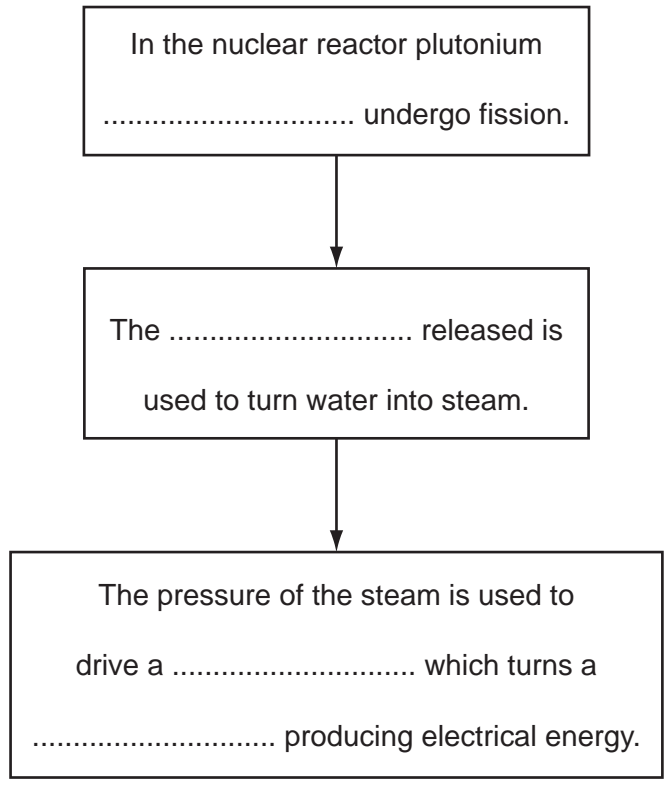 In the nuclear reactor plutonium
............................... undergo fission.
The .............................. released is
used to turn water into steam.
The pressure of the steam is used to
drive a .............................. which turns a
.............................. producing electrical energy.